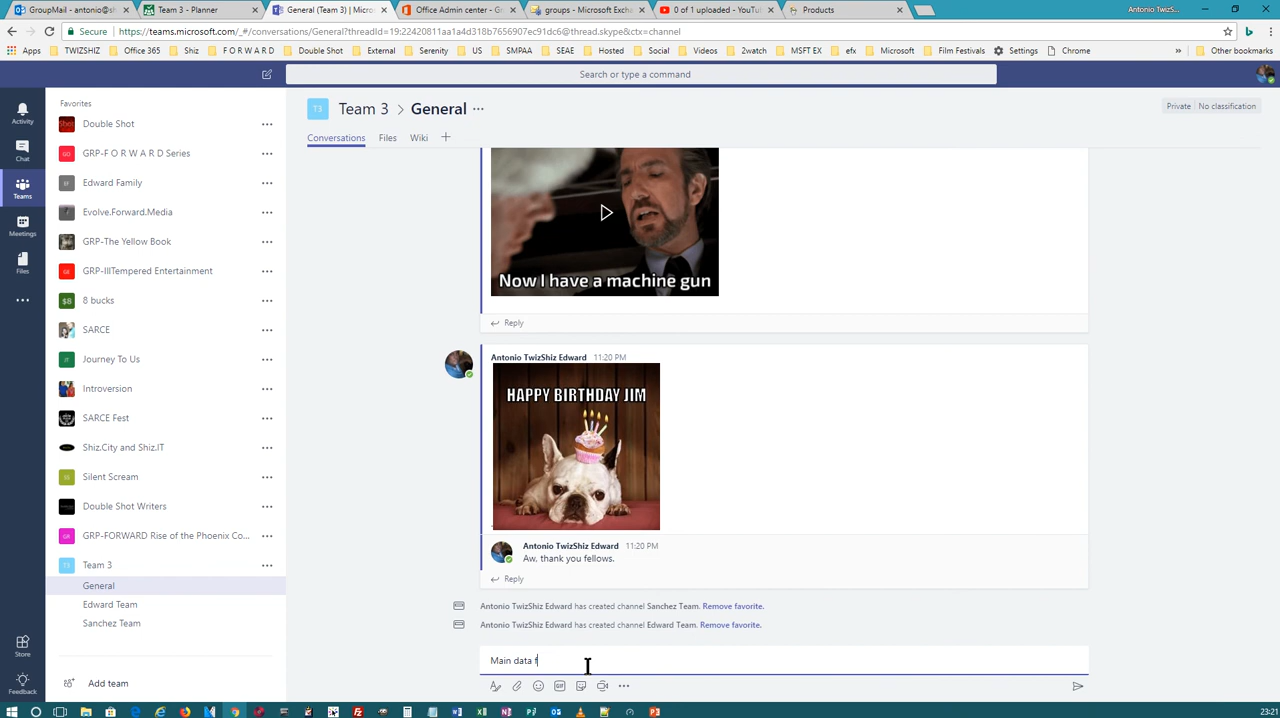 GroupMail - antonio@sh
Team 3 - Planner
General (Team 3) | Micros
Office Admin center - G
groups - Microsoft Excha
0 of 1 uploaded - YouTu
Products
Antonio TwizShiz E...
Secure | https://teams.microsoft.com/_#/conversations/General?threadId=19:22420811aa1a4d318b7656907ec91dc6@thread.skype&ctx=channel
Apps TWIZSHIZ Office 365 Shiz F O R W A R D Double Shot External Serenity US SMPAA SEAE Hosted Social Videos 2watch MSFT EX efx Microsoft Film Festivals Settings Chrome » Other bookmarks
Search or type a command
Activity
Chat
Teams
Meetings
Files
Store
Feedback
Favorites
Double Shot
GRP-F O R W A R D Series
Edward Family
Evolve.Forward.Media
GRP-The Yellow Book
GRP-IllTempered Entertainment
8 bucks
SARCE
Journey To Us
Introversion
SARCE Fest
Shiz.City and Shiz.IT
Silent Scream
Double Shot Writers
GRP-FORWARD Rise of the Phoenix Co...
Team 3
General
Edward Team
Sanchez Team
Add team
T3 Team 3 > General ...
Private No classification
Conversations Files Wiki +
Now I have a machine gun
Reply
Antonio TwizShiz Edward 11:20 PM
HAPPY BIRTHDAY JIM
Antonio TwizShiz Edward 11:20 PM
Aw, thank you fellows.
Reply
Antonio TwizShiz Edward has created channel Sanchez Team. Remove favorite.
Antonio TwizShiz Edward has created channel Edward Team. Remove favorite.
Main data f
GIF
23:21